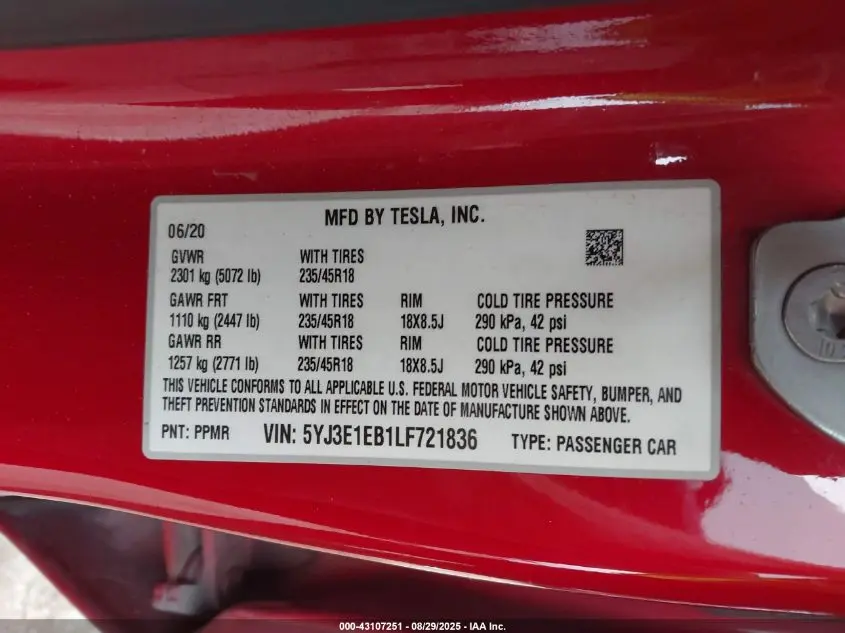 MFD BY TESLA, INC.
06/20
GVWR WITH TIRES
2301 kg (5072 lb) 235/45R18
GAWR FRT WITH TIRES RIM COLD TIRE PRESSURE
1110 kg (2447 lb) 235/45R18 18X8.5J 290 kPa, 42 psi
GAWR RR WITH TIRES RIM COLD TIRE PRESSURE
1257 kg (2771 lb) 235/45R18 18X8.5J 290 kPa, 42 psi
THIS VEHICLE CONFORMS TO ALL APPLICABLE U.S. FEDERAL MOTOR VEHICLE SAFETY, BUMPER, AND
THEFT PREVENTION STANDARDS IN EFFECT ON THE DATE OF MANUFACTURE SHOWN ABOVE.
PNT: PPMR VIN: 5YJ3E1EB1LF721836 TYPE: PASSENGER CAR
000-43107251 - 08/29/2025 - IAA Inc.